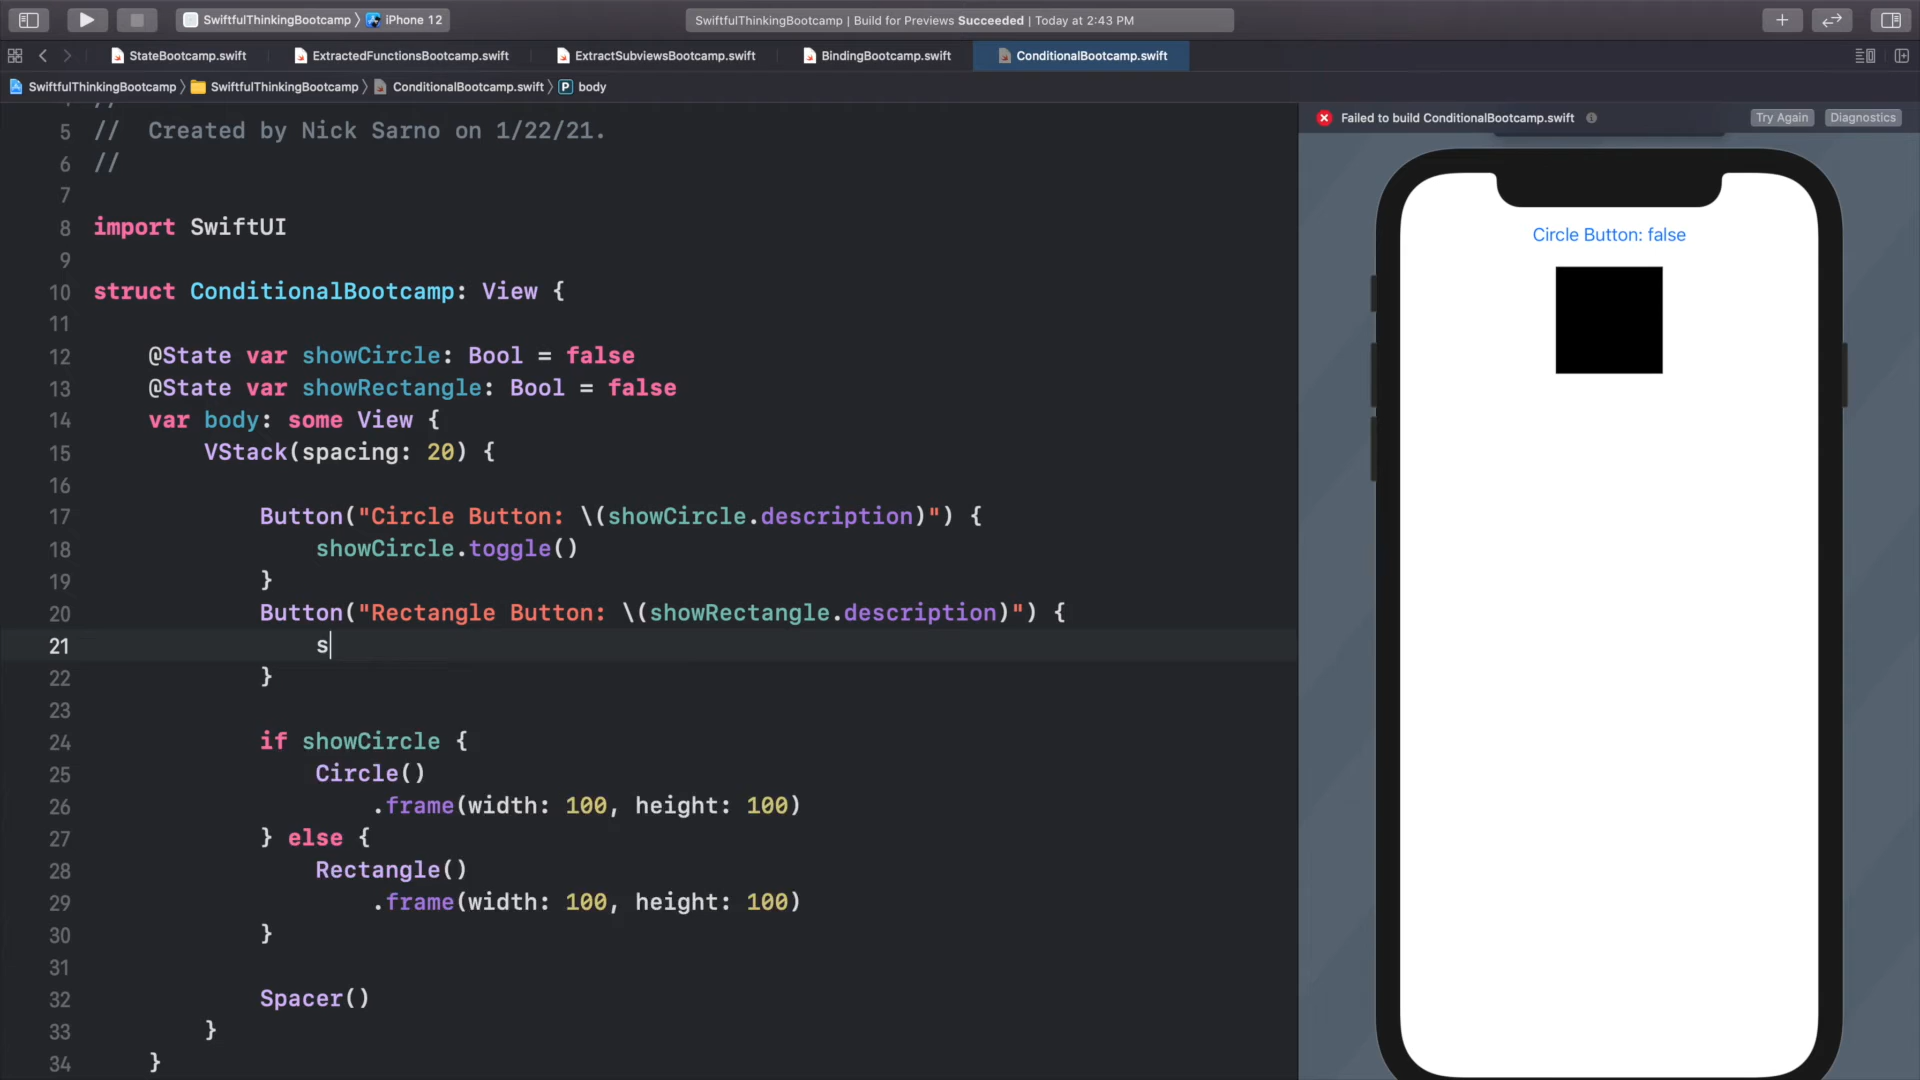 SwiftfulThinkingBootcamp 〉 iPhone 12
SwiftfulThinkingBootcamp | Build for Previews Succeeded | Today at 2:43 PM
StateBootcamp.swift
ExtractedFunctionsBootcamp.swift
ExtractSubviewsBootcamp.swift
BindingBootcamp.swift
ConditionalBootcamp.swift
SwiftfulThinkingBootcamp 〉 SwiftfulThinkingBootcamp 〉 ConditionalBootcamp.swift 〉 P body
5 //  Created by Nick Sarno on 1/22/21.
6 //
7
8 import SwiftUI
9
10 struct ConditionalBootcamp: View {
11
12     @State var showCircle: Bool = false
13     @State var showRectangle: Bool = false
14     var body: some View {
15         VStack(spacing: 20) {
16
17             Button("Circle Button: \(showCircle.description)") {
18                 showCircle.toggle()
19             }
20             Button("Rectangle Button: \(showRectangle.description)") {
21                 s
22             }
23
24             if showCircle {
25                 Circle()
26                     .frame(width: 100, height: 100)
27             } else {
28                 Rectangle()
29                     .frame(width: 100, height: 100)
30             }
31
32             Spacer()
33         }
34     }
Failed to build ConditionalBootcamp.swift
Try Again
Diagnostics
Circle Button: false